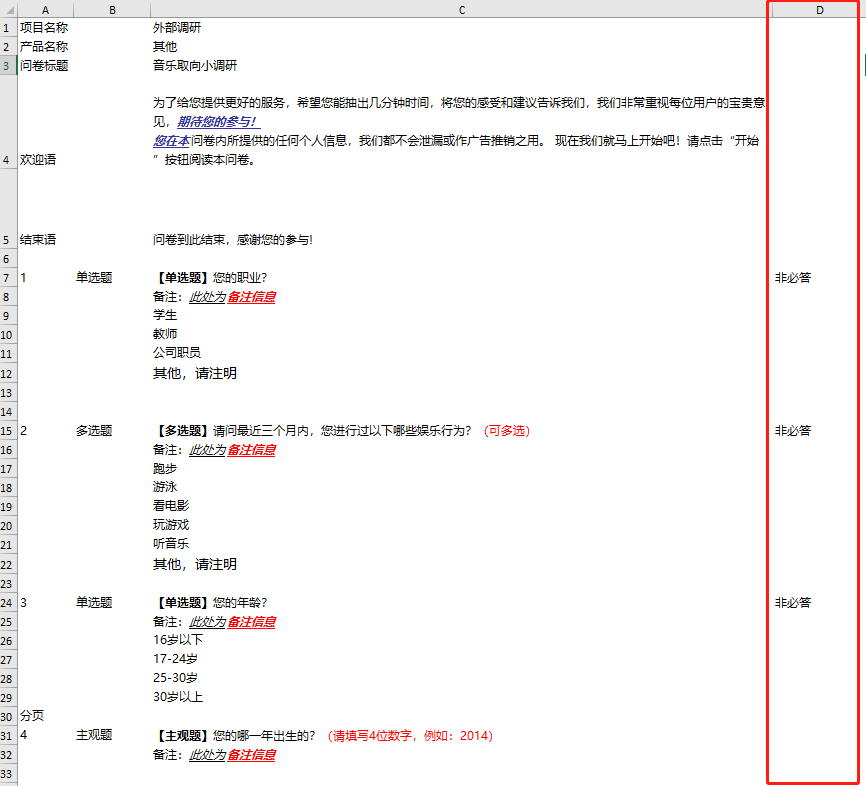 A B C D
1 项目名称 外部调研
2 产品名称 其他
3 问卷标题 音乐取向小调研
为了给您提供更好的服务，希望您能抽出几分钟时间，将您的感受和建议告诉我们，我们非常重视每位用户的宝贵意
见，期待您的参与！
您在本问卷内所提供的任何个人信息，我们都不会泄漏或作广告推销之用。 现在我们就马上开始吧！请点击“开始
4 欢迎语 ”按钮阅读本问卷。
5 结束语 问卷到此结束，感谢您的参与!
6
7 1 单选题 【单选题】您的职业? 非必答
8 备注：此处为备注信息
9 学生
10 教师
11 公司职员
12 其他，请注明
13
14
15 2 多选题 【多选题】请问最近三个月内，您进行过以下哪些娱乐行为？（可多选） 非必答
16 备注：此处为备注信息
17 跑步
18 游泳
19 看电影
20 玩游戏
21 听音乐
22 其他，请注明
23
24 3 单选题 【单选题】您的年龄? 非必答
25 备注：此处为备注信息
26 16岁以下
27 17-24岁
28 25-30岁
29 30岁以上
30 分页
31 4 主观题 【主观题】您的哪一年出生的？（请填写4位数字，例如：2014）
32 备注：此处为备注信息
33